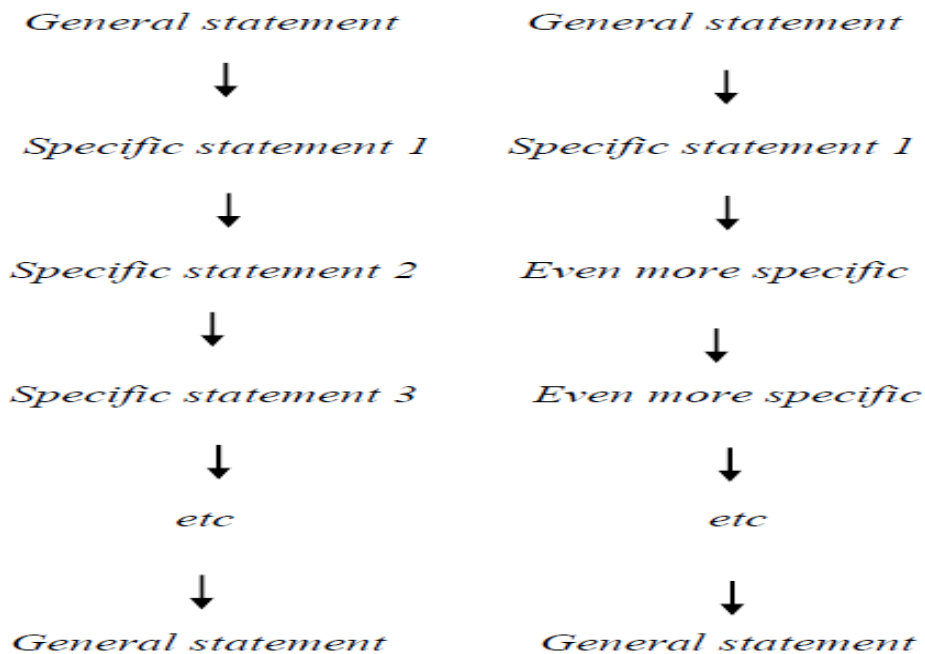 General statement
Specific statement 1
Specific statement 2
Specific statement 3
etc
General statement
General statement
Specific statement 1
Even more specific
Even more specific
etc
General statement